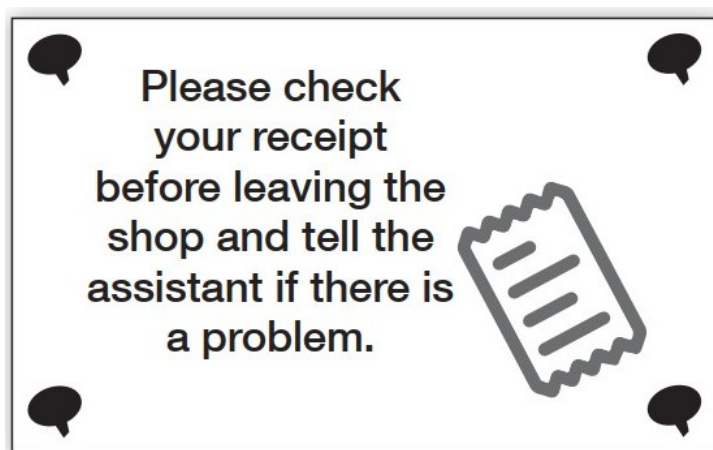 Please check
your receipt
before leaving the
shop and tell the
assistant if there is
a problem.